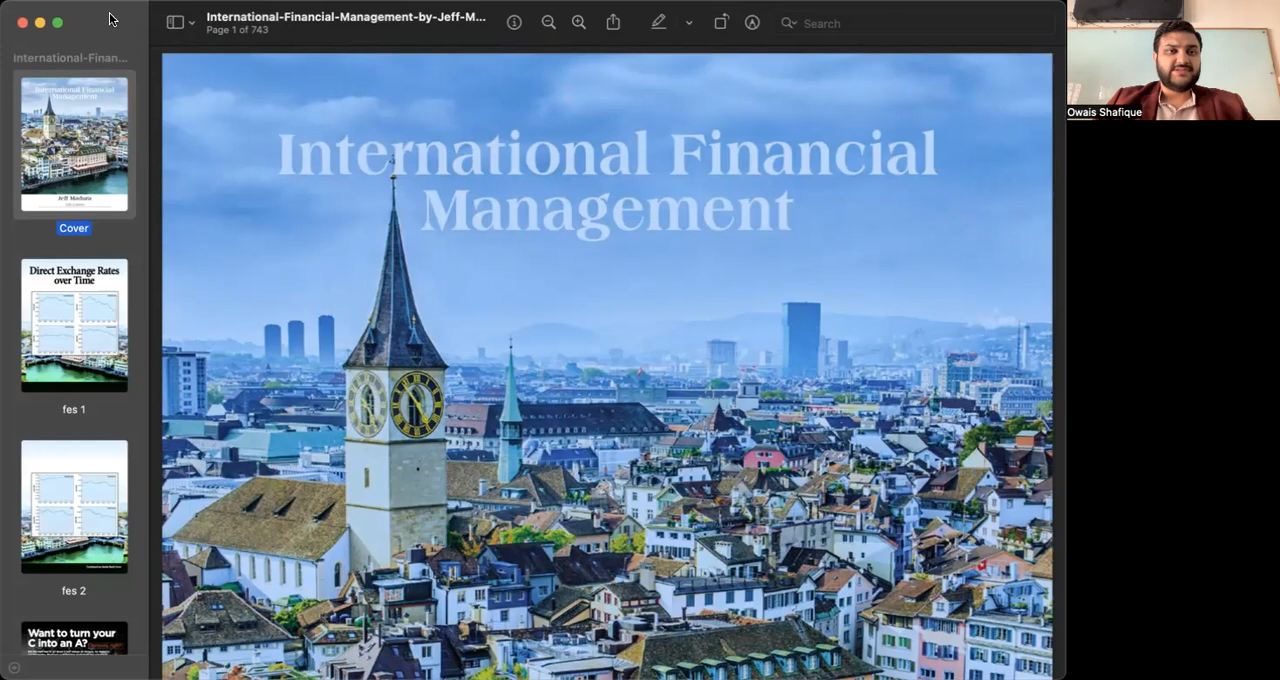 International-Financial-Management-by-Jeff-M...
Page 1 of 743
Search
International-Finan...
International Financial
Management
Jeff Madura
Cover
Direct Exchange Rates
over Time
fes 1
fes 2
Want to turn your
C into an A?
International Financial
Management
Owais Shafique